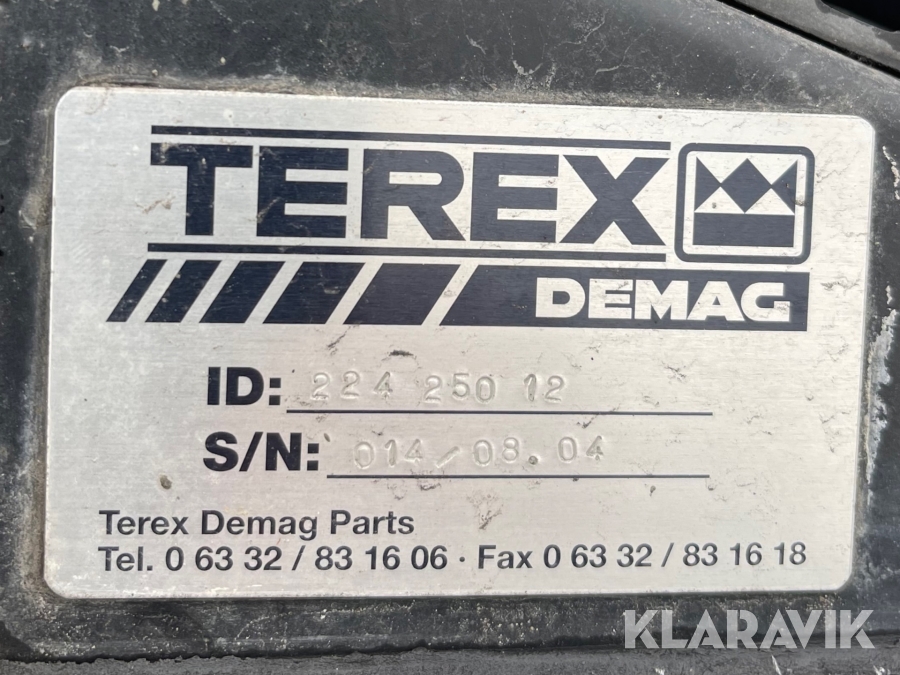 TEREX
DEMAG
ID: 224 250 12
S/N: 014/08.04
Terex Demag Parts
Tel. 0 63 32 / 83 16 06 · Fax 0 63 32 / 83 16 18
KLARAVIK